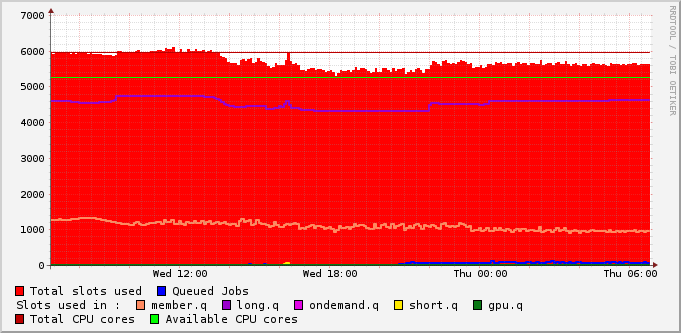 7000
6000
5000
4000
3000
2000
1000
0
Wed 12:00 Wed 18:00 Thu 00:00 Thu 06:00
RRDTOOL / TOBI OETIKER
Total slots used Queued Jobs
Slots used in : member.q long.q ondemand.q short.q gpu.q
Total CPU cores Available CPU cores